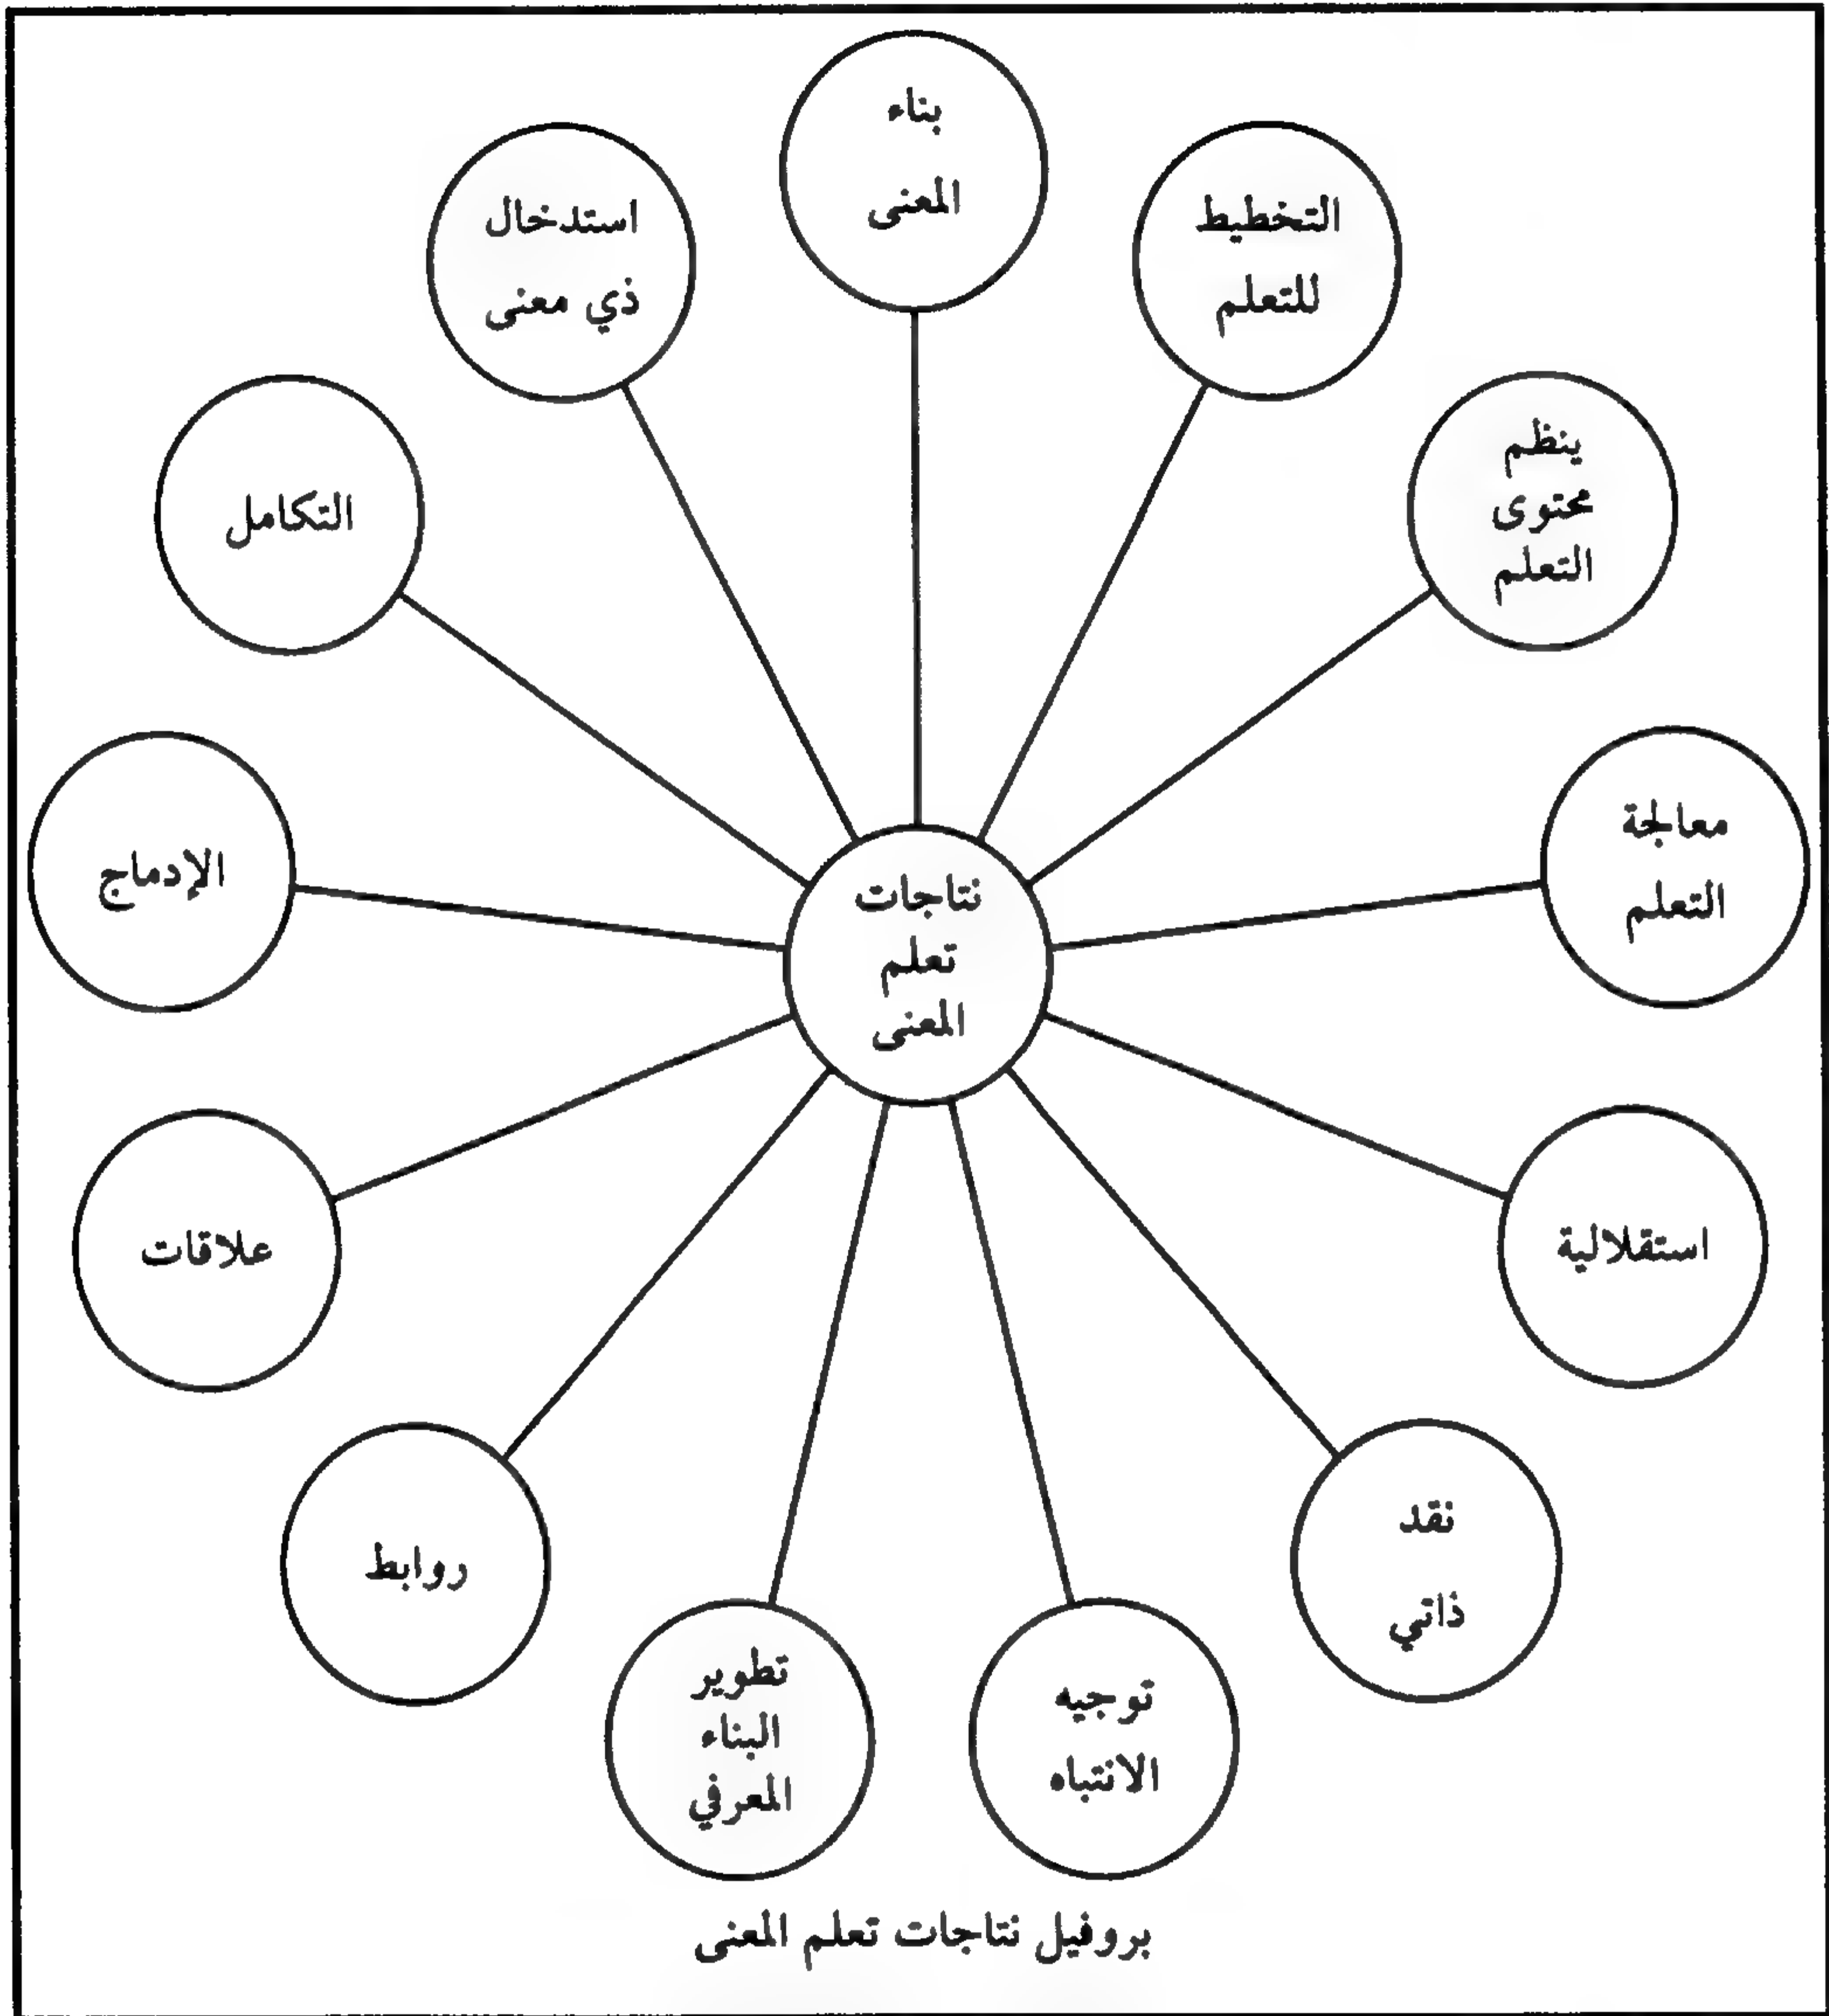 بناء
المعنى
التخطيط
للتعلم
ينظم
محتوى
التعلم
معالجة
التعلم
استقلالية
نقد
ذاتي
توجيه
الانتباه
تطوير
البناء
المعرفي
روابط
علاقات
الإدماج
التكامل
استدخال
ذي معنى
نتاجات
تعلم
المعنى
بروفيل نتاجات تعلم المعنى